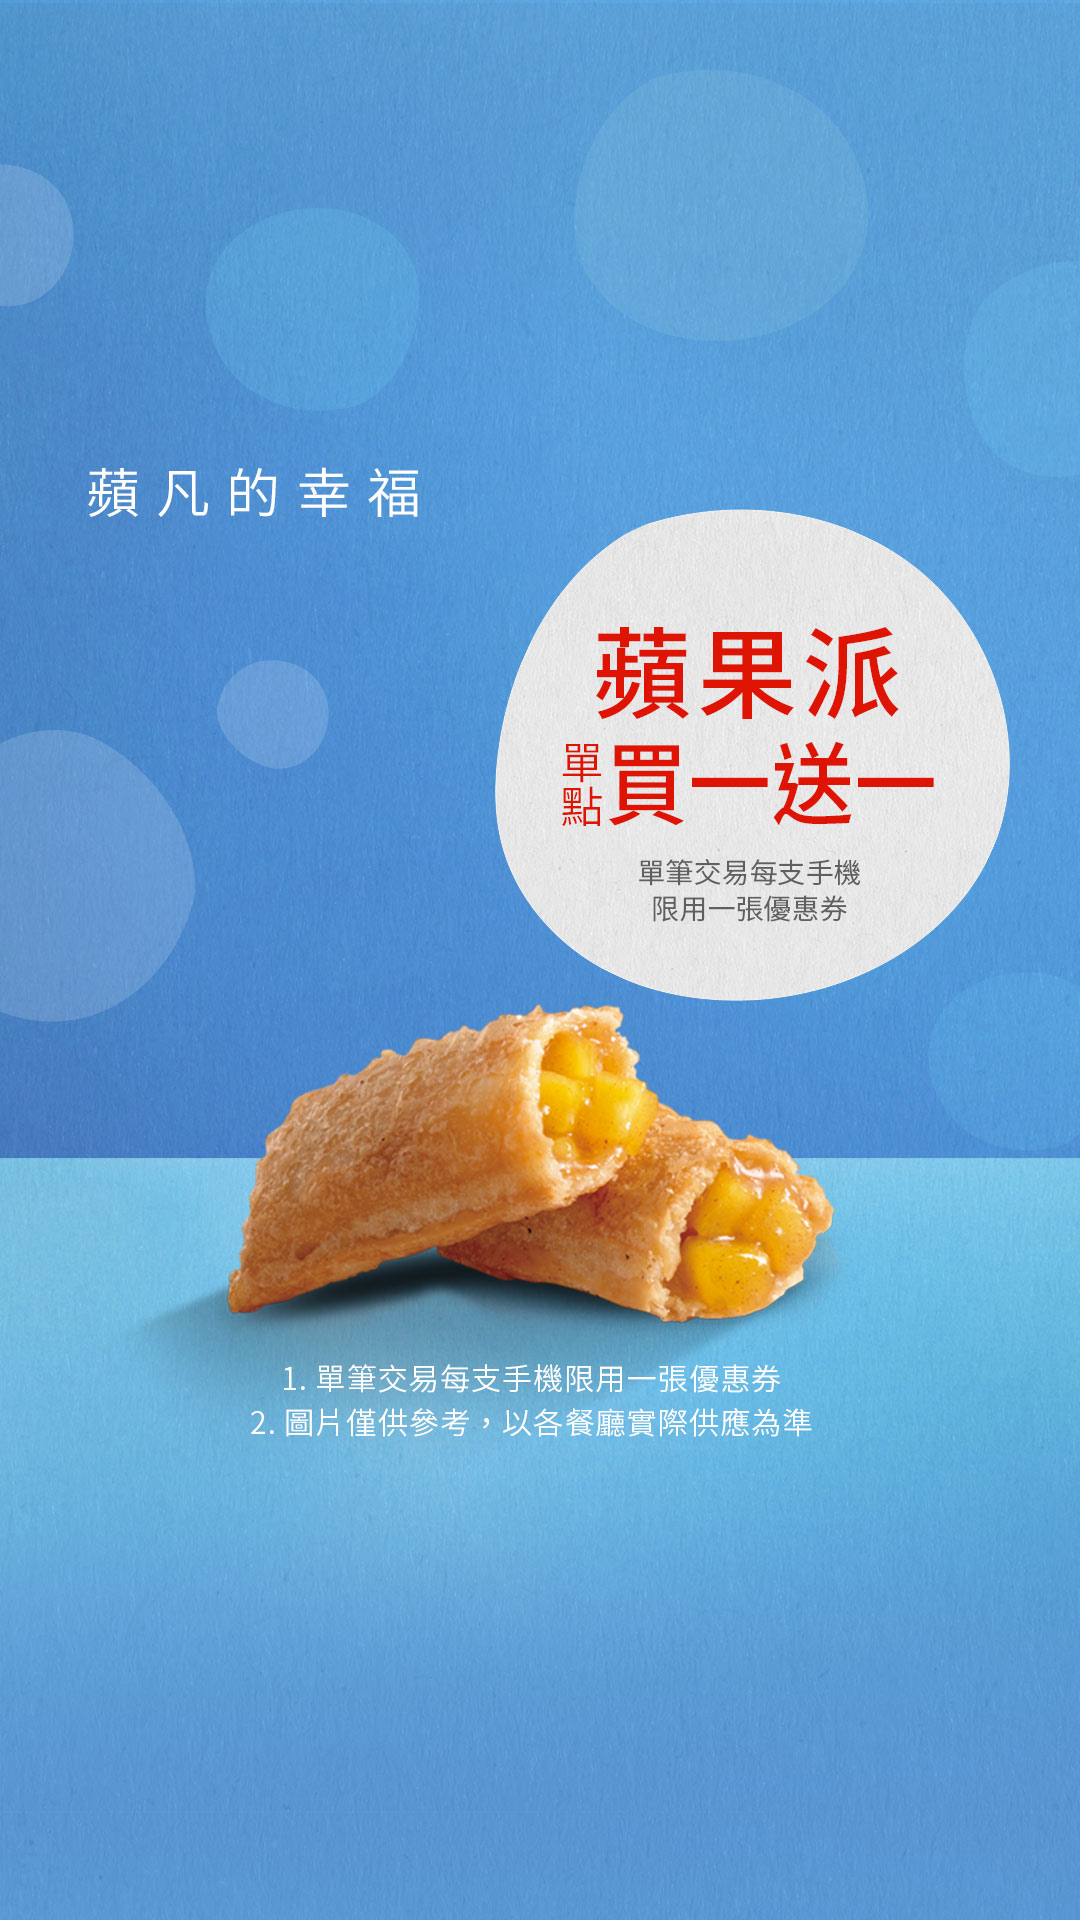 蘋凡的幸福
蘋果派
單點買一送一
單筆交易每支手機
限用一張優惠券
1. 單筆交易每支手機限用一張優惠券
2. 圖片僅供參考，以各餐廳實際供應為準